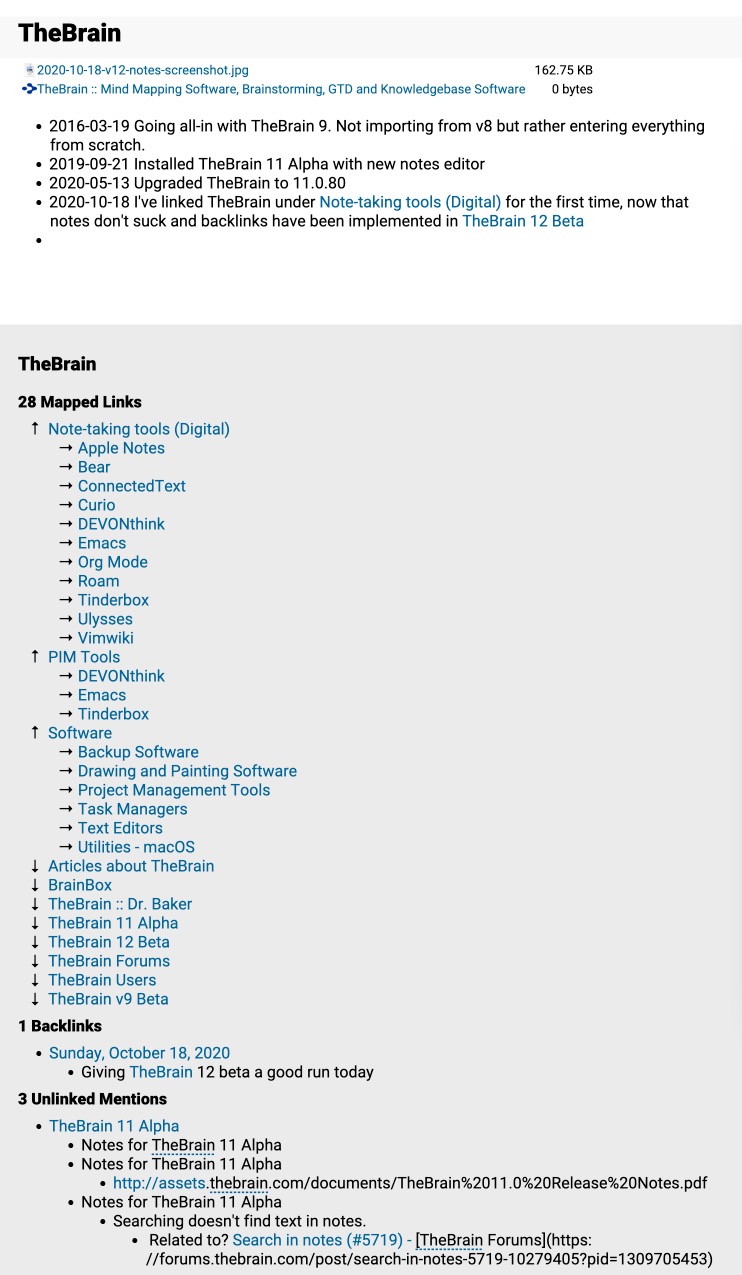 TheBrain
2020-10-18-v12-notes-screenshot.jpg 162.75 KB
TheBrain :: Mind Mapping Software, Brainstorming, GTD and Knowledgebase Software 0 bytes
• 2016-03-19 Going all-in with TheBrain 9. Not importing from v8 but rather entering everything
from scratch.
• 2019-09-21 Installed TheBrain 11 Alpha with new notes editor
• 2020-05-13 Upgraded TheBrain to 11.0.80
• 2020-10-18 I've linked TheBrain under Note-taking tools (Digital) for the first time, now that
notes don't suck and backlinks have been implemented in TheBrain 12 Beta
•
TheBrain
28 Mapped Links
↑ Note-taking tools (Digital)
→ Apple Notes
→ Bear
→ ConnectedText
→ Curio
→ DEVONthink
→ Emacs
→ Org Mode
→ Roam
→ Tinderbox
→ Ulysses
→ Vimwiki
↑ PIM Tools
→ DEVONthink
→ Emacs
→ Tinderbox
↑ Software
→ Backup Software
→ Drawing and Painting Software
→ Project Management Tools
→ Task Managers
→ Text Editors
→ Utilities - macOS
↓ Articles about TheBrain
↓ BrainBox
↓ TheBrain :: Dr. Baker
↓ TheBrain 11 Alpha
↓ TheBrain 12 Beta
↓ TheBrain Forums
↓ TheBrain Users
↓ TheBrain v9 Beta
1 Backlinks
• Sunday, October 18, 2020
• Giving TheBrain 12 beta a good run today
3 Unlinked Mentions
• TheBrain 11 Alpha
• Notes for TheBrain 11 Alpha
• Notes for TheBrain 11 Alpha
• http://assets.thebrain.com/documents/TheBrain%2011.0%20Release%20Notes.pdf
• Notes for TheBrain 11 Alpha
• Searching doesn't find text in notes.
• Related to? Search in notes (#5719) - [TheBrain Forums](https:
//forums.thebrain.com/post/search-in-notes-5719-10279405?pid=1309705453)